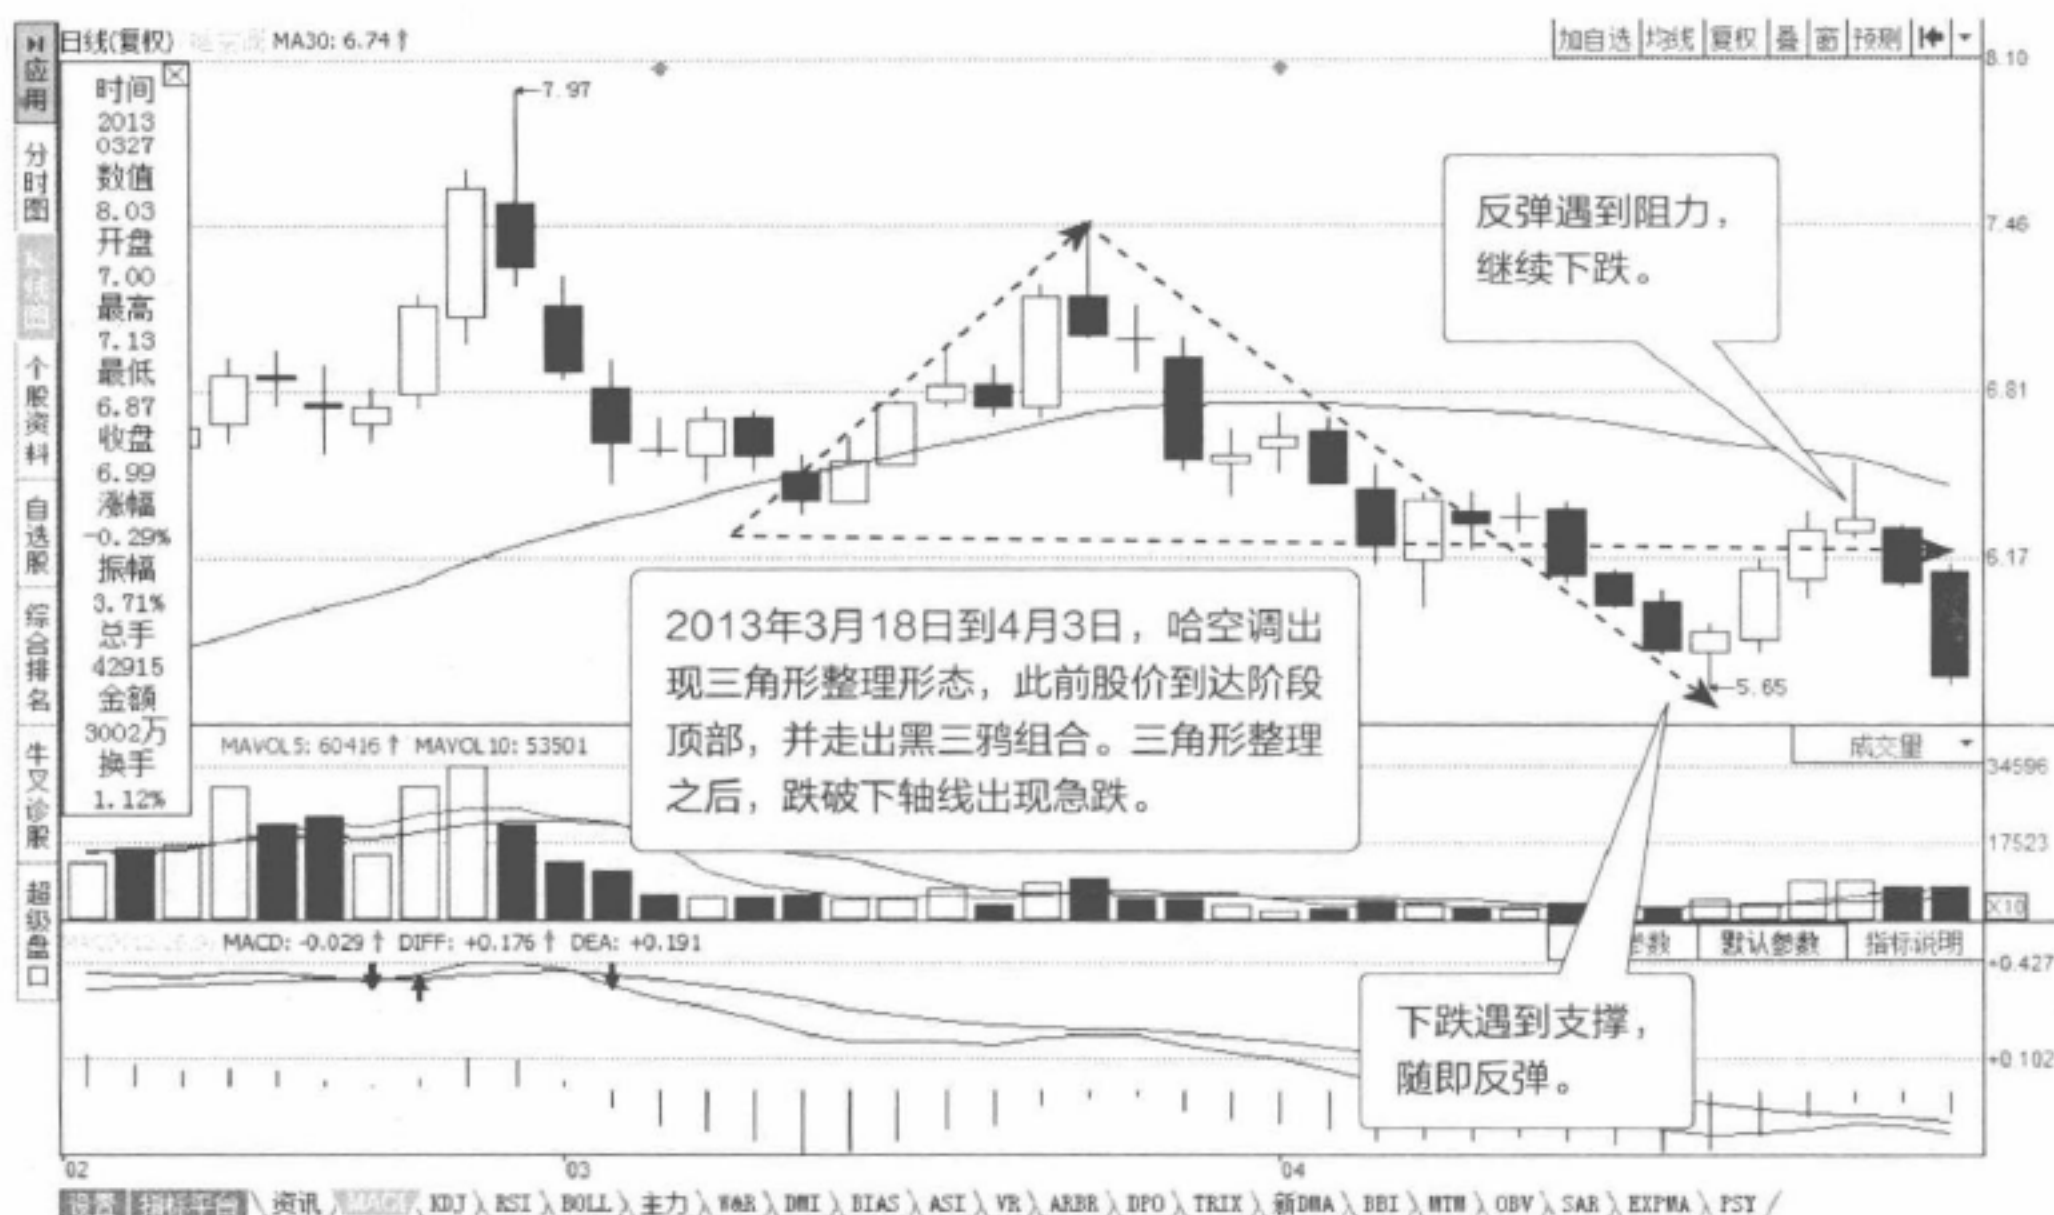 日线(复权)
MA30: 6.74↑
加自选
均线
复权
叠
窗
预测
应用
分时图
个股资料
自选股
综合排名
牛叉诊股
超级盘口
时间
2013
0327
数值
8.03
开盘
7.00
最高
7.13
最低
6.87
收盘
6.99
涨幅
-0.29%
振幅
3.71%
总手
42915
金额
3002万
换手
1.12%
7.97
8.10
7.46
6.81
6.17
反弹遇到阻力，
继续下跌。
2013年3月18日到4月3日，哈空调出
现三角形整理形态，此前股价到达阶段
顶部，并走出黑三鸦组合。三角形整理
之后，跌破下轴线出现急跌。
5.65
MAVOL5: 60416↑ MAVOL10: 53501
成交量
34596
17523
X10
MACD: -0.029↑ DIFF: +0.176↑ DEA: +0.191
参数
默认参数
指标说明
+0.427
+0.102
下跌遇到支撑，
随即反弹。
02
03
04
设置 指标平台 资讯 MACD KDJ RSI BOLL 主力 W&R DMI BIAS ASI VR ARBR DPO TRIX 新DMA BBI MTM OBV SAR EXPMA PSY